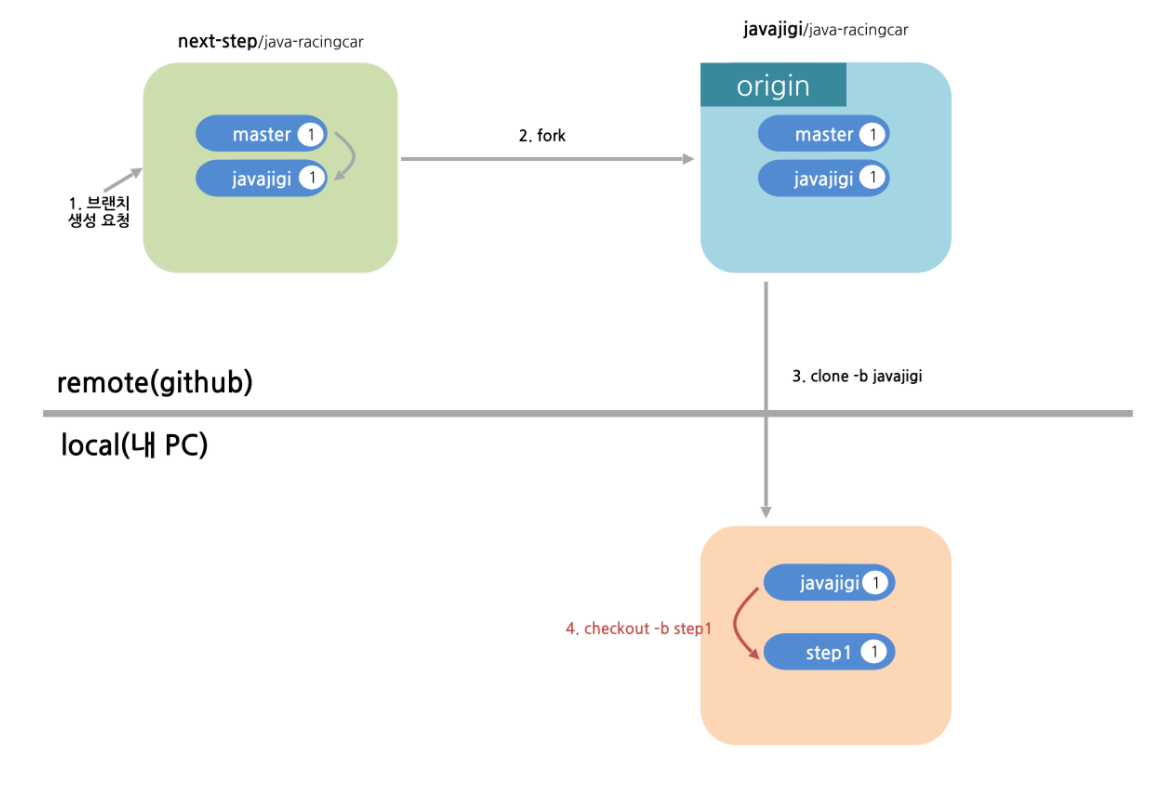 next-step/java-racingcar
javajigi/java-racingcar
origin
master 1
javajigi 1
master 1
javajigi 1
2. fork
1. 브랜치
생성 요청
3. clone -b javajigi
remote(github)
local(내 PC)
javajigi 1
4. checkout -b step1
step1 1